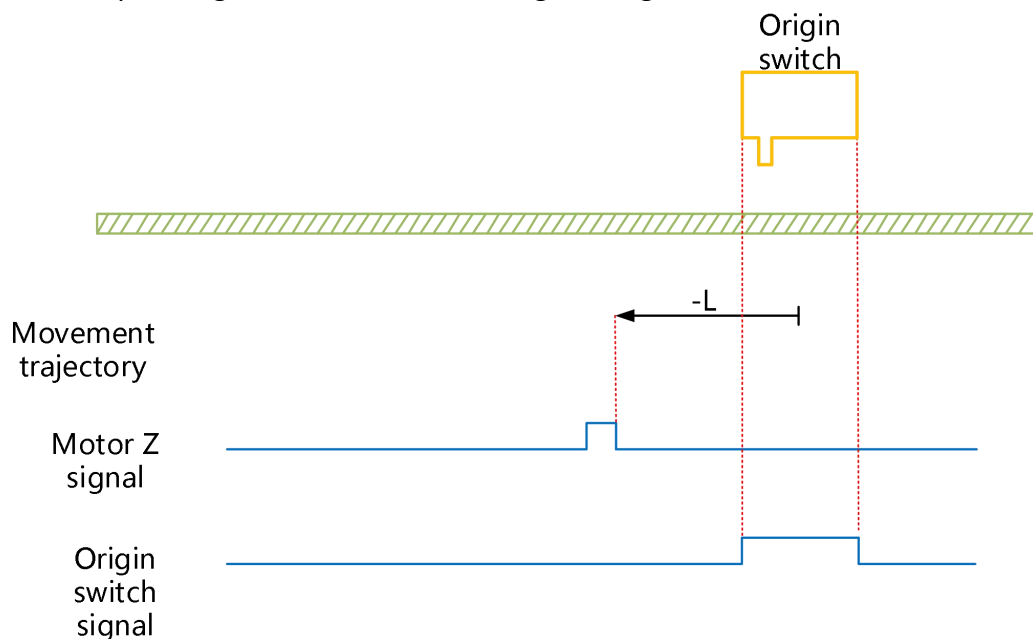 Origin
switch
-L
Movement
trajectory
Motor Z
signal
Origin
switch
signal